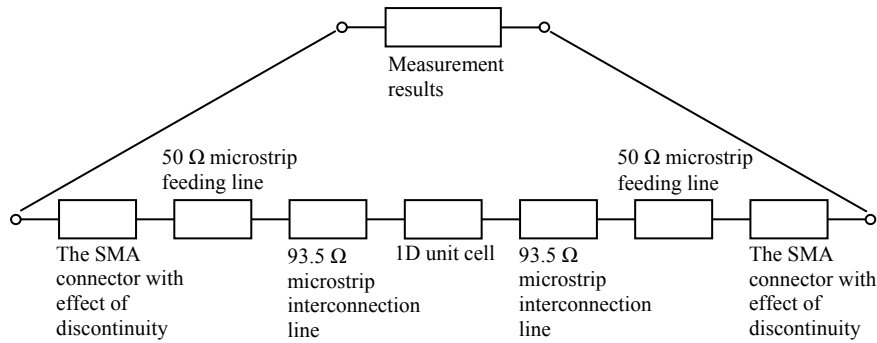 Measurement
results
50 Ω microstrip
feeding line
50 Ω microstrip
feeding line
The SMA
connector with
effect of
discontinuity
93.5 Ω
microstrip
interconnection
line
1D unit cell
93.5 Ω
microstrip
interconnection
line
The SMA
connector with
effect of
discontinuity